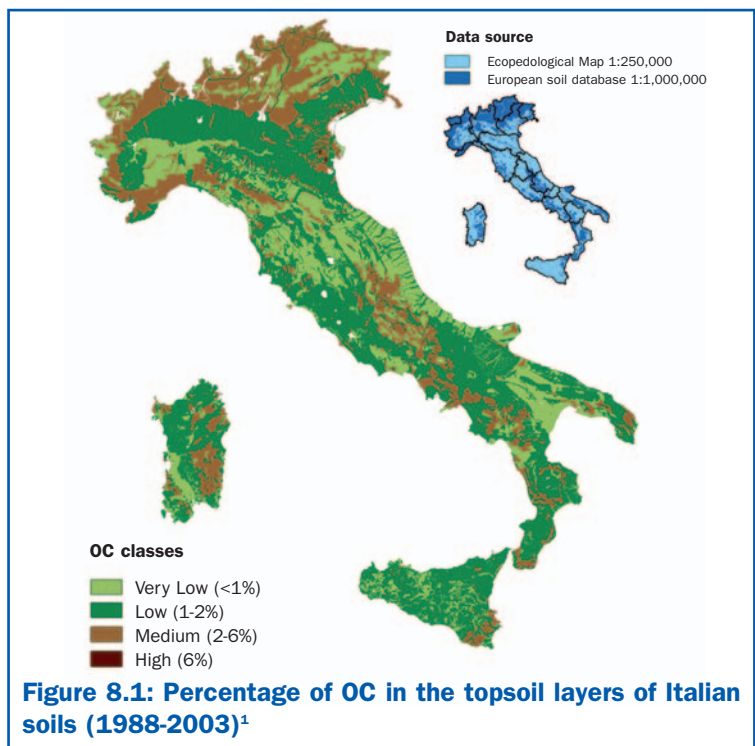 Data source
Ecopedological Map 1:250,000
European soil database 1:1,000,000
OC classes
Very Low (<1%)
Low (1-2%)
Medium (2-6%)
High (6%)
Figure 8.1: Percentage of OC in the topsoil layers of Italian
soils (1988-2003)¹